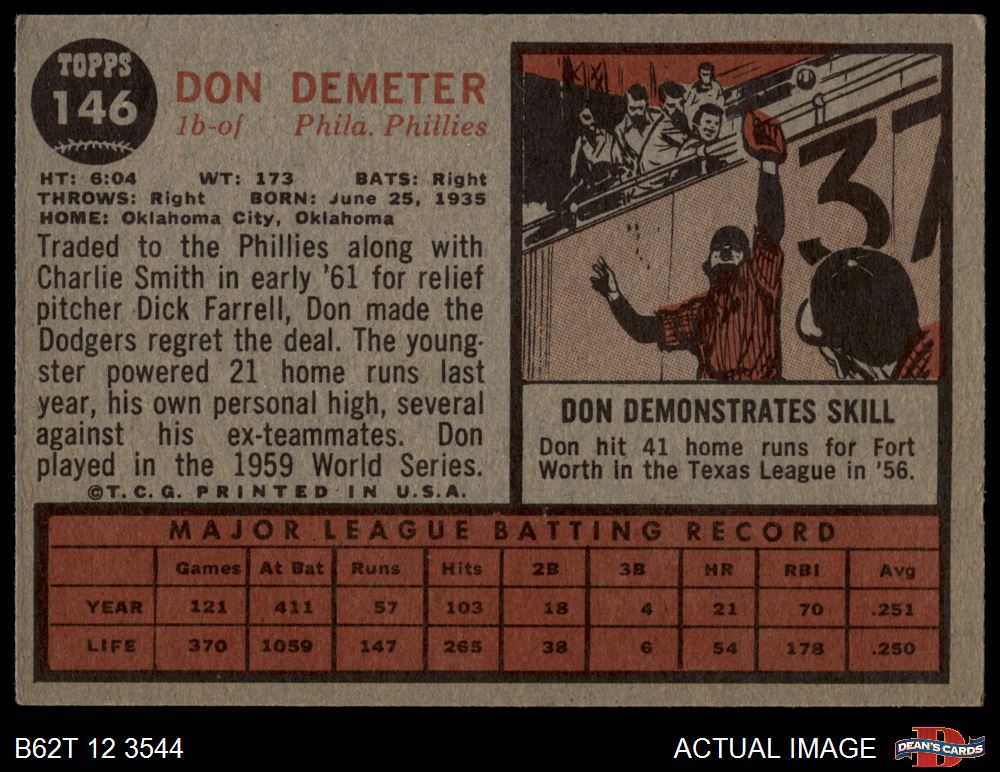 TOPPS
146
DON DEMETER
1b-of Phila. Phillies
HT: 6:04 WT: 173 BATS: Right
THROWS: Right BORN: June 25, 1935
HOME: Oklahoma City, Oklahoma
Traded to the Phillies along with
Charlie Smith in early '61 for relief
pitcher Dick Farrell, Don made the
Dodgers regret the deal. The young-
ster powered 21 home runs last
year, his own personal high, several
against his ex-teammates. Don
played in the 1959 World Series.
©T.C.G. PRINTED IN U.S.A.
37
DON DEMONSTRATES SKILL
Don hit 41 home runs for Fort
Worth in the Texas League in '56.
MAJOR LEAGUE BATTING RECORD
Games At Bat Runs Hits 2B 3B HR RBI Avg
YEAR 121 411 57 103 18 4 21 70 .251
LIFE 370 1059 147 265 38 6 54 178 .250
B62T 12 3544
ACTUAL IMAGE
D
DEAN'S CARDS